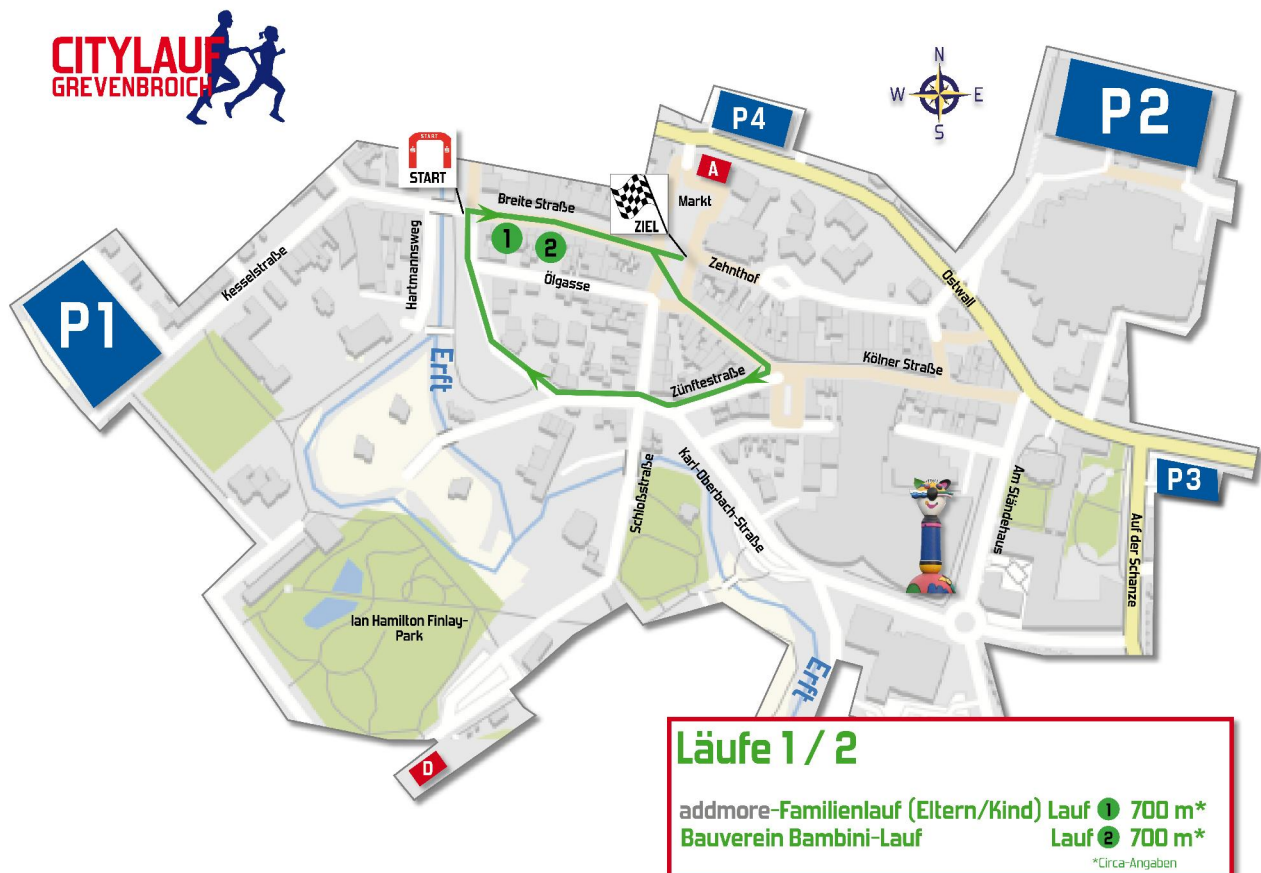 CITYLAUF
GREVENBROICH
N
W E
S
P4
P2
START
START
A
Breite Straße
Markt
ZIEL
Hartmannsweg
Kesselstraße
1
2
Zehnthof
Ölgasse
Ostwall
P1
Erft
Kölner Straße
Zünftestraße
Karl-Oberbach-Straße
Schloßstraße
Am Ständehaus
P3
Auf der Schanze
Ian Hamilton Finlay-
Park
Erft
D
Läufe 1 / 2
addmore-Familienlauf (Eltern/Kind) Lauf 1 700 m*
Bauverein Bambini-Lauf Lauf 2 700 m*
*Circa-Angaben